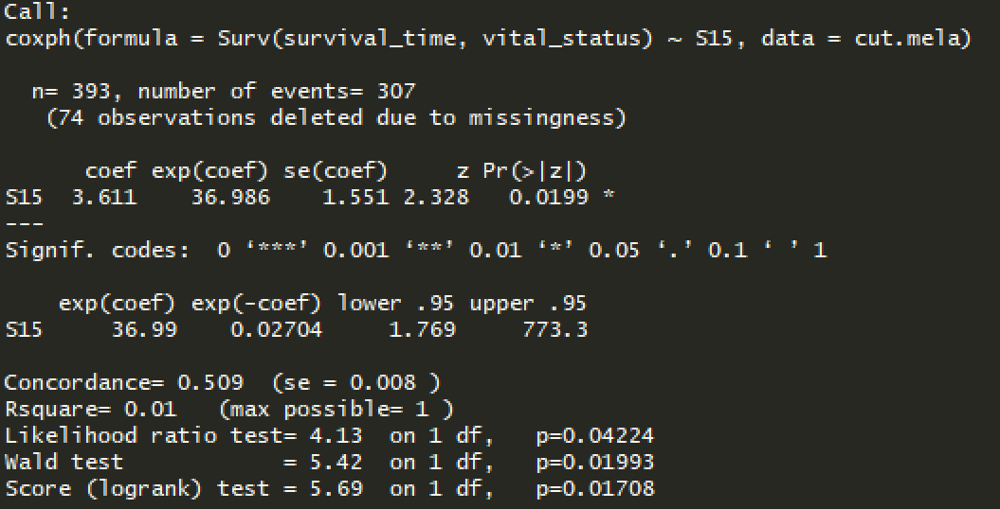 Call:
coxph(formula = Surv(survival_time, vital_status) ~ S15, data = cut.mela)

  n= 393, number of events= 307
   (74 observations deleted due to missingness)

      coef exp(coef) se(coef)     z Pr(>|z|)
S15  3.611    36.986    1.551 2.328   0.0199 *
---
Signif. codes:  0 ‘***’ 0.001 ‘**’ 0.01 ‘*’ 0.05 ‘.’ 0.1 ‘ ’ 1

    exp(coef) exp(-coef) lower .95 upper .95
S15     36.99    0.02704     1.769     773.3

Concordance= 0.509  (se = 0.008 )
Rsquare= 0.01   (max possible= 1 )
Likelihood ratio test= 4.13  on 1 df,   p=0.04224
Wald test            = 5.42  on 1 df,   p=0.01993
Score (logrank) test = 5.69  on 1 df,   p=0.01708